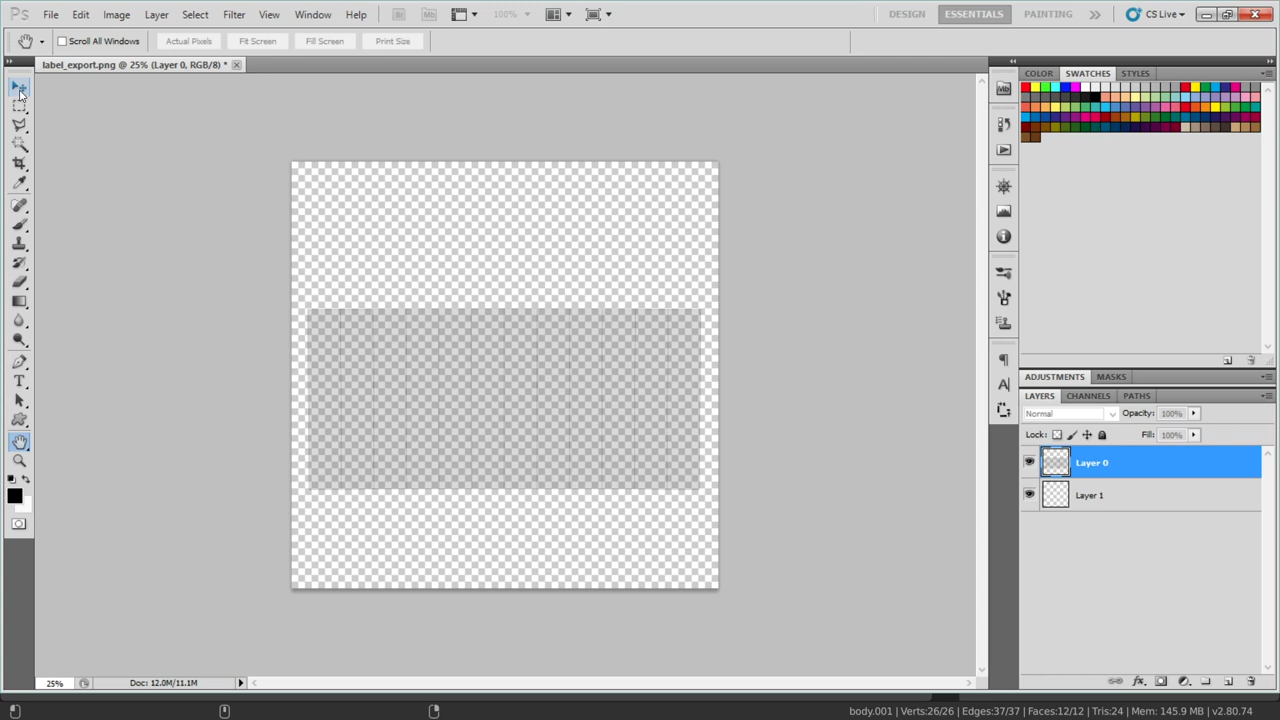 Ps File Edit Image Layer Select Filter View Window Help Br Mb 100% DESIGN ESSENTIALS PAINTING CS Live
Scroll All Windows Actual Pixels Fit Screen Fill Screen Print Size
label_export.png @ 25% (Layer 0, RGB/8) *
COLOR SWATCHES STYLES
Mb
ADJUSTMENTS MASKS
LAYERS CHANNELS PATHS
Normal Opacity: 100%
Lock: Fill: 100%
Layer 0
Layer 1
25% Doc: 12.0M/11.1M
body.001 | Verts:26/26 | Edges:37/37 | Faces:12/12 | Tris:24 | Mem: 145.9 MB | v2.80.74